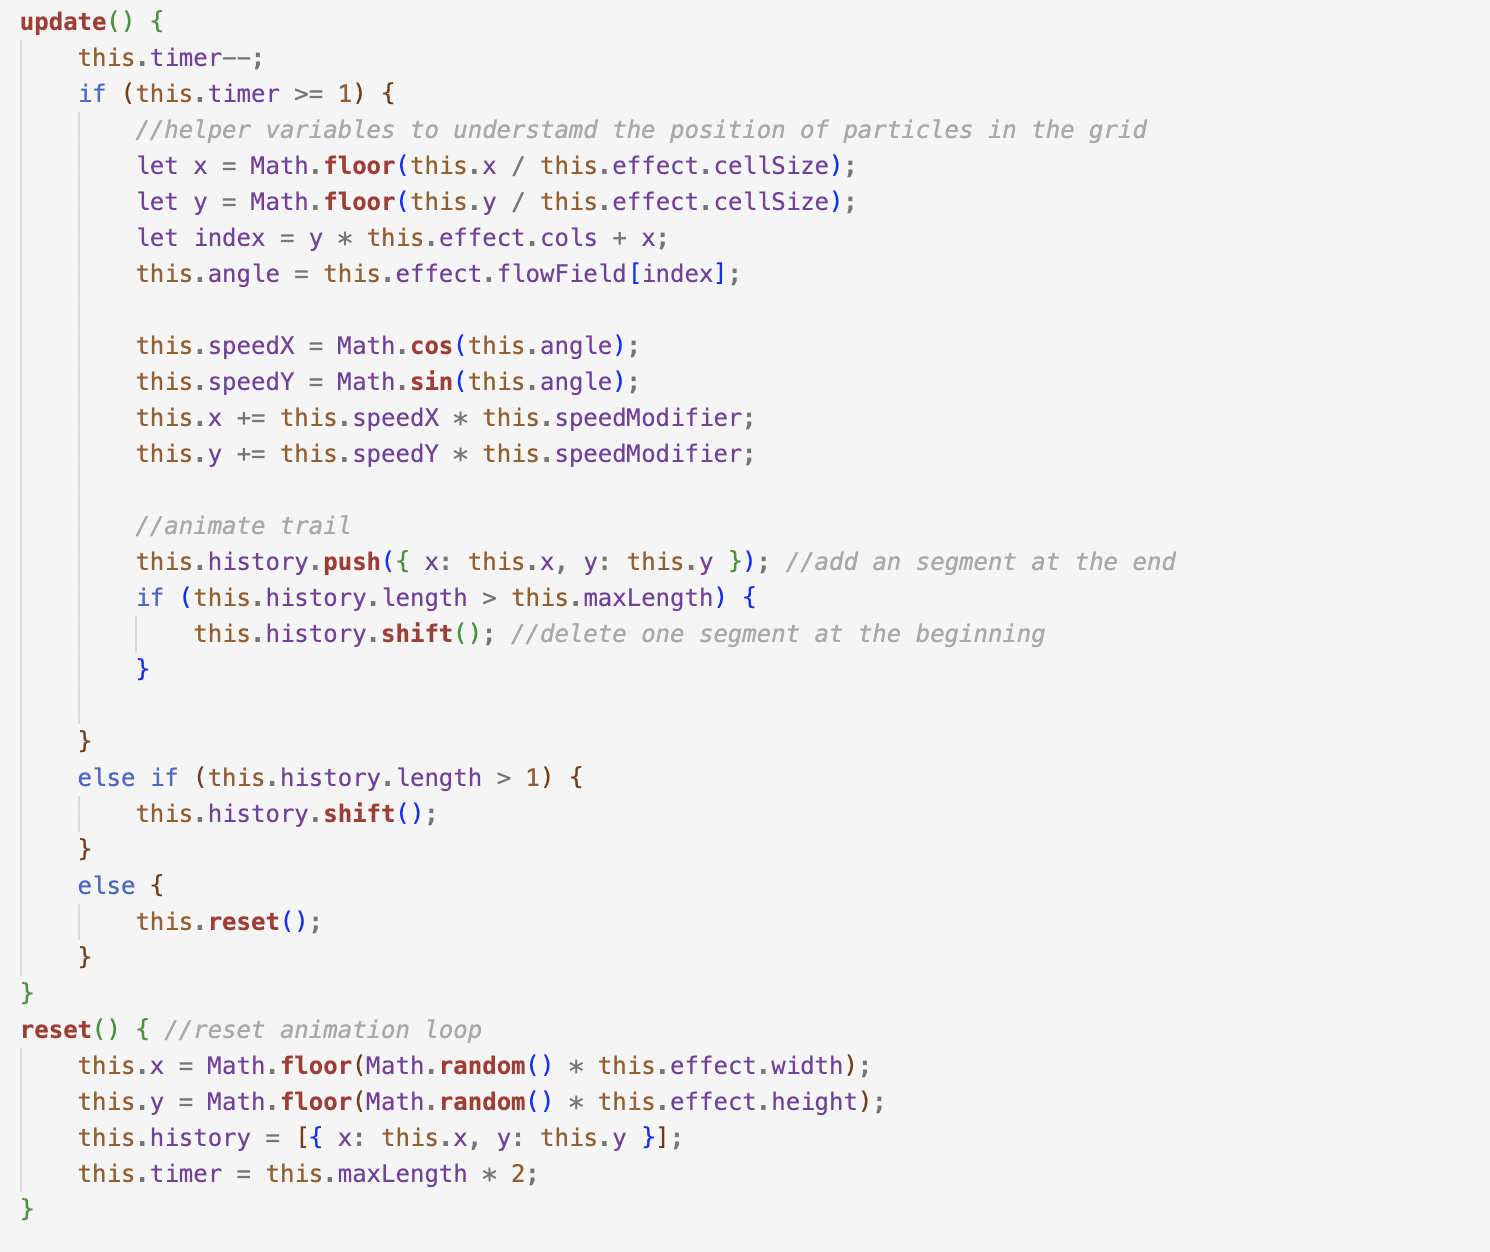 update() {
this.timer--;
if (this.timer >= 1) {
//helper variables to understamd the position of particles in the grid
let x = Math.floor(this.x / this.effect.cellSize);
let y = Math.floor(this.y / this.effect.cellSize);
let index = y * this.effect.cols + x;
this.angle = this.effect.flowField[index];
this.speedX = Math.cos(this.angle);
this.speedY = Math.sin(this.angle);
this.x += this.speedX * this.speedModifier;
this.y += this.speedY * this.speedModifier;
//animate trail
this.history.push({ x: this.x, y: this.y }); //add an segment at the end
if (this.history.length > this.maxLength) {
this.history.shift(); //delete one segment at the beginning
}
}
else if (this.history.length > 1) {
this.history.shift();
}
else {
this.reset();
}
}
reset() { //reset animation loop
this.x = Math.floor(Math.random() * this.effect.width);
this.y = Math.floor(Math.random() * this.effect.height);
this.history = [{ x: this.x, y: this.y }];
this.timer = this.maxLength * 2;
}